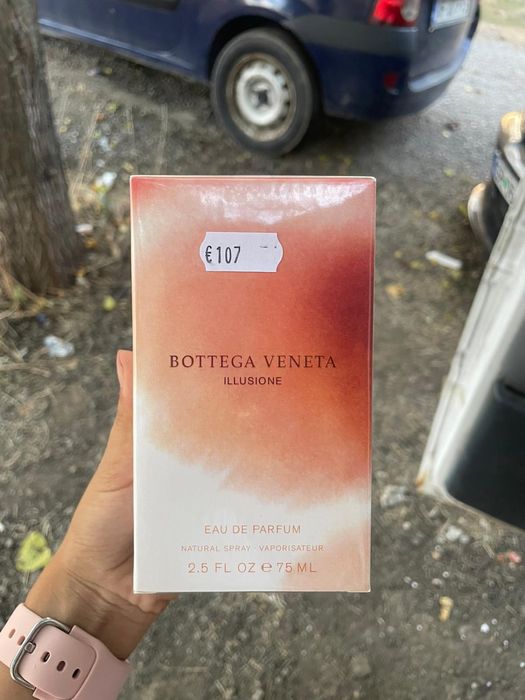 €107
BOTTEGA VENETA
ILLUSIONE
EAU DE PARFUM
NATURAL SPRAY - VAPORISATEUR
2.5 FL OZ ℮ 75 ML